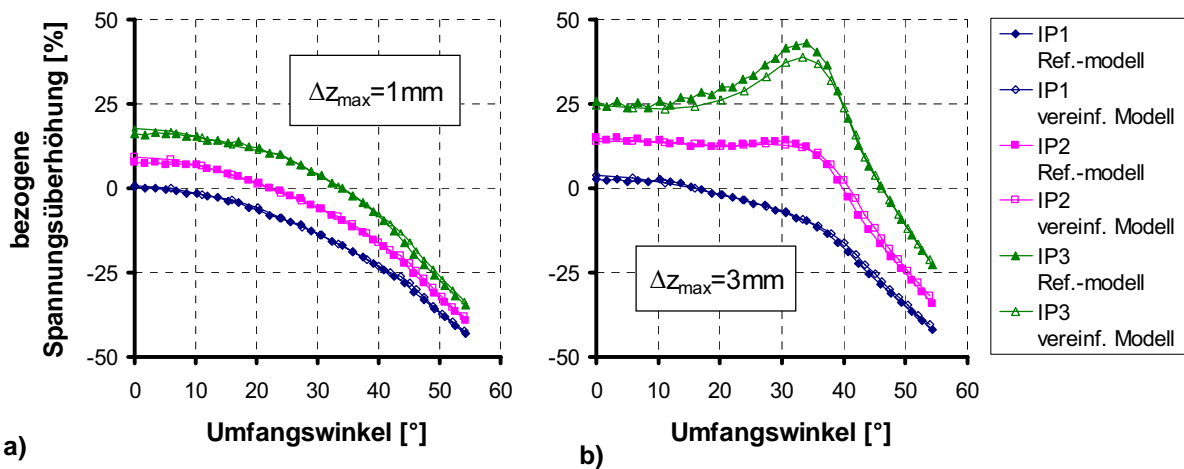 bezogene
Spannungsüberhöhung [%]
50
25
0
-25
-50
0 10 20 30 40 50 60
Umfangswinkel [°]
Δzmax=1mm
a)
50
25
0
-25
-50
0 10 20 30 40 50 60
Umfangswinkel [°]
Δzmax=3mm
b)
IP1
Ref.-modell
IP1
vereinf. Modell
IP2
Ref.-modell
IP2
vereinf. Modell
IP3
Ref.-modell
IP3
vereinf. Modell